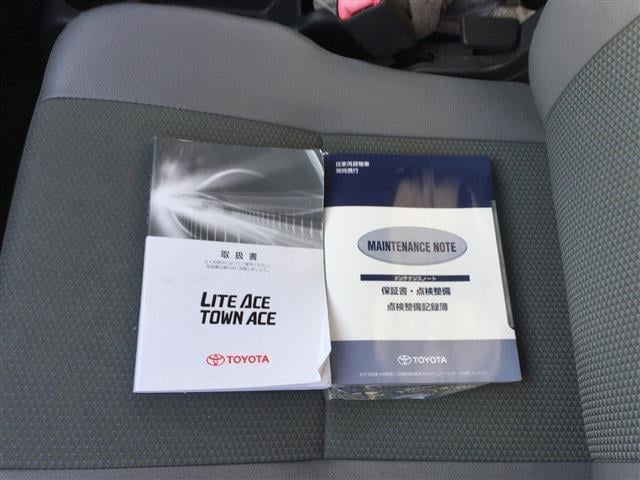 取扱書
LITE ACE
TOWN ACE
TOYOTA
自家用貨物車
常時携行
MAINTENANCE NOTE
メンテナンスノート
保証書・点検整備
点検整備記録簿
TOYOTA